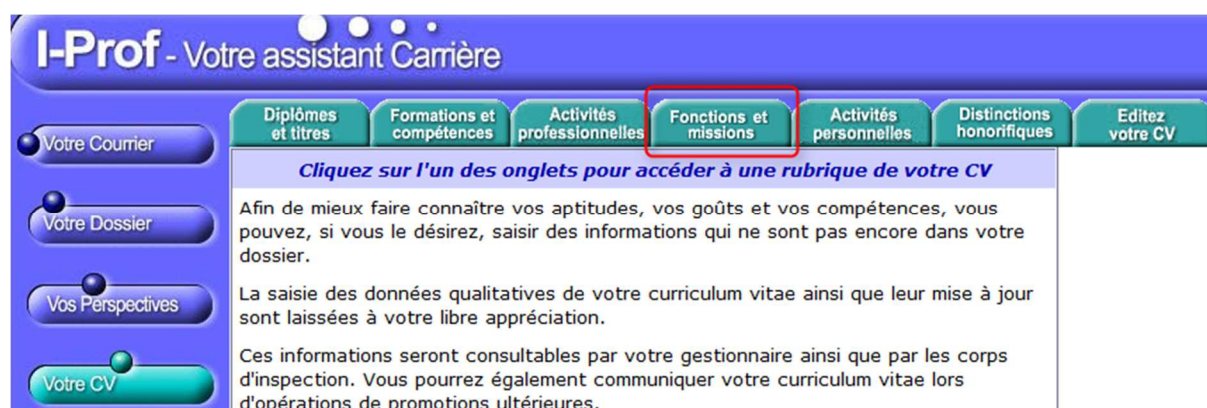 I-Prof - Votre assistant Carrière
Diplômes et titres
Formations et compétences
Activités professionnelles
Fonctions et missions
Activités personnelles
Distinctions honorifiques
Editez votre CV
Votre Courrier
Votre Dossier
Vos Perspectives
Votre CV
Cliquez sur l'un des onglets pour accéder à une rubrique de votre CV
Afin de mieux faire connaître vos aptitudes, vos goûts et vos compétences, vous
pouvez, si vous le désirez, saisir des informations qui ne sont pas encore dans votre
dossier.
La saisie des données qualitatives de votre curriculum vitae ainsi que leur mise à jour
sont laissées à votre libre appréciation.
Ces informations seront consultables par votre gestionnaire ainsi que par les corps
d'inspection. Vous pourrez également communiquer votre curriculum vitae lors
d'opérations de promotions ultérieures.